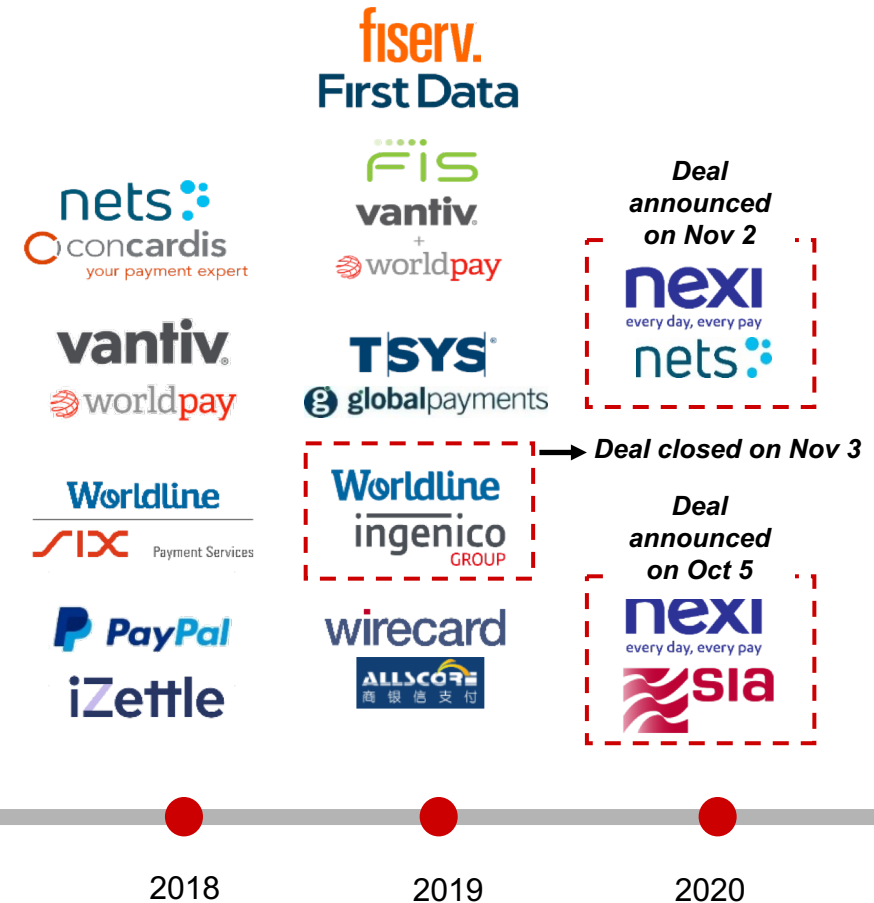 fiserv.
First Data
nets
concardis
your payment expert
vantiv
worldpay
Worldline
SIX Payment Services
PayPal
iZettle
FIS
vantiv
+
worldpay
TSYS
globalpayments
Worldline
ingenico
GROUP
Deal closed on Nov 3
wirecard
ALLSCORE
商银信支付
Deal
announced
on Nov 2
nexi
every day, every pay
nets
Deal
announced
on Oct 5
nexi
every day, every pay
sia
2018
2019
2020